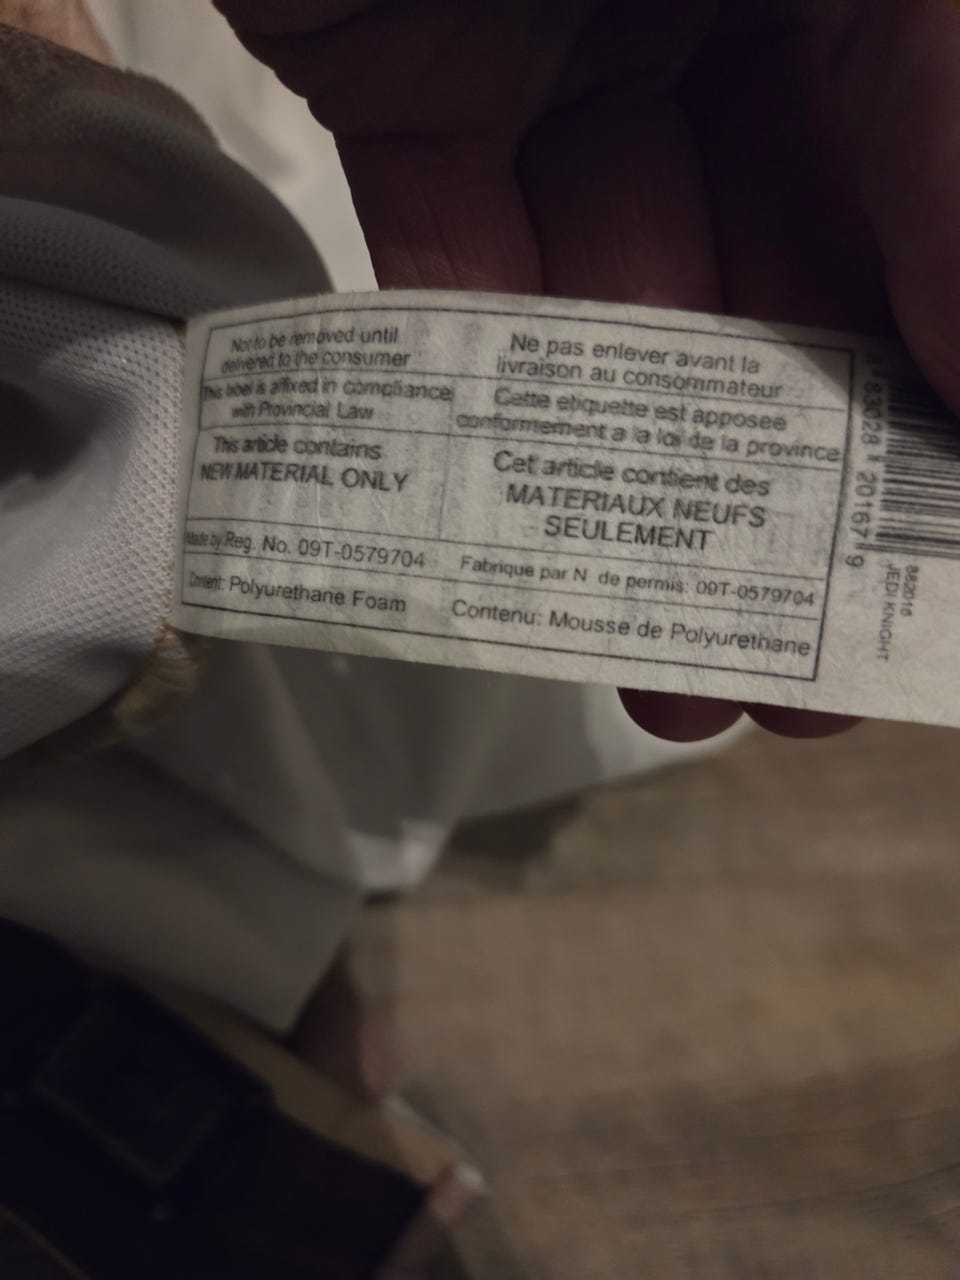 Not to be removed until
delivered to the consumer
This label is affixed in compliance
with Provincial Law
This article contains
NEW MATERIAL ONLY
Made by Reg. No. 09T-0579704
Content: Polyurethane Foam
Ne pas enlever avant la
livraison au consommateur
Cette etiquette est apposee
conformement a la loi de la province
Cet article contient des
MATERIAUX NEUFS
SEULEMENT
Fabrique par N de permis: 09T-0579704
Contenu: Mousse de Polyurethane
83028 20167 9
882016
JEDI KNIGHT